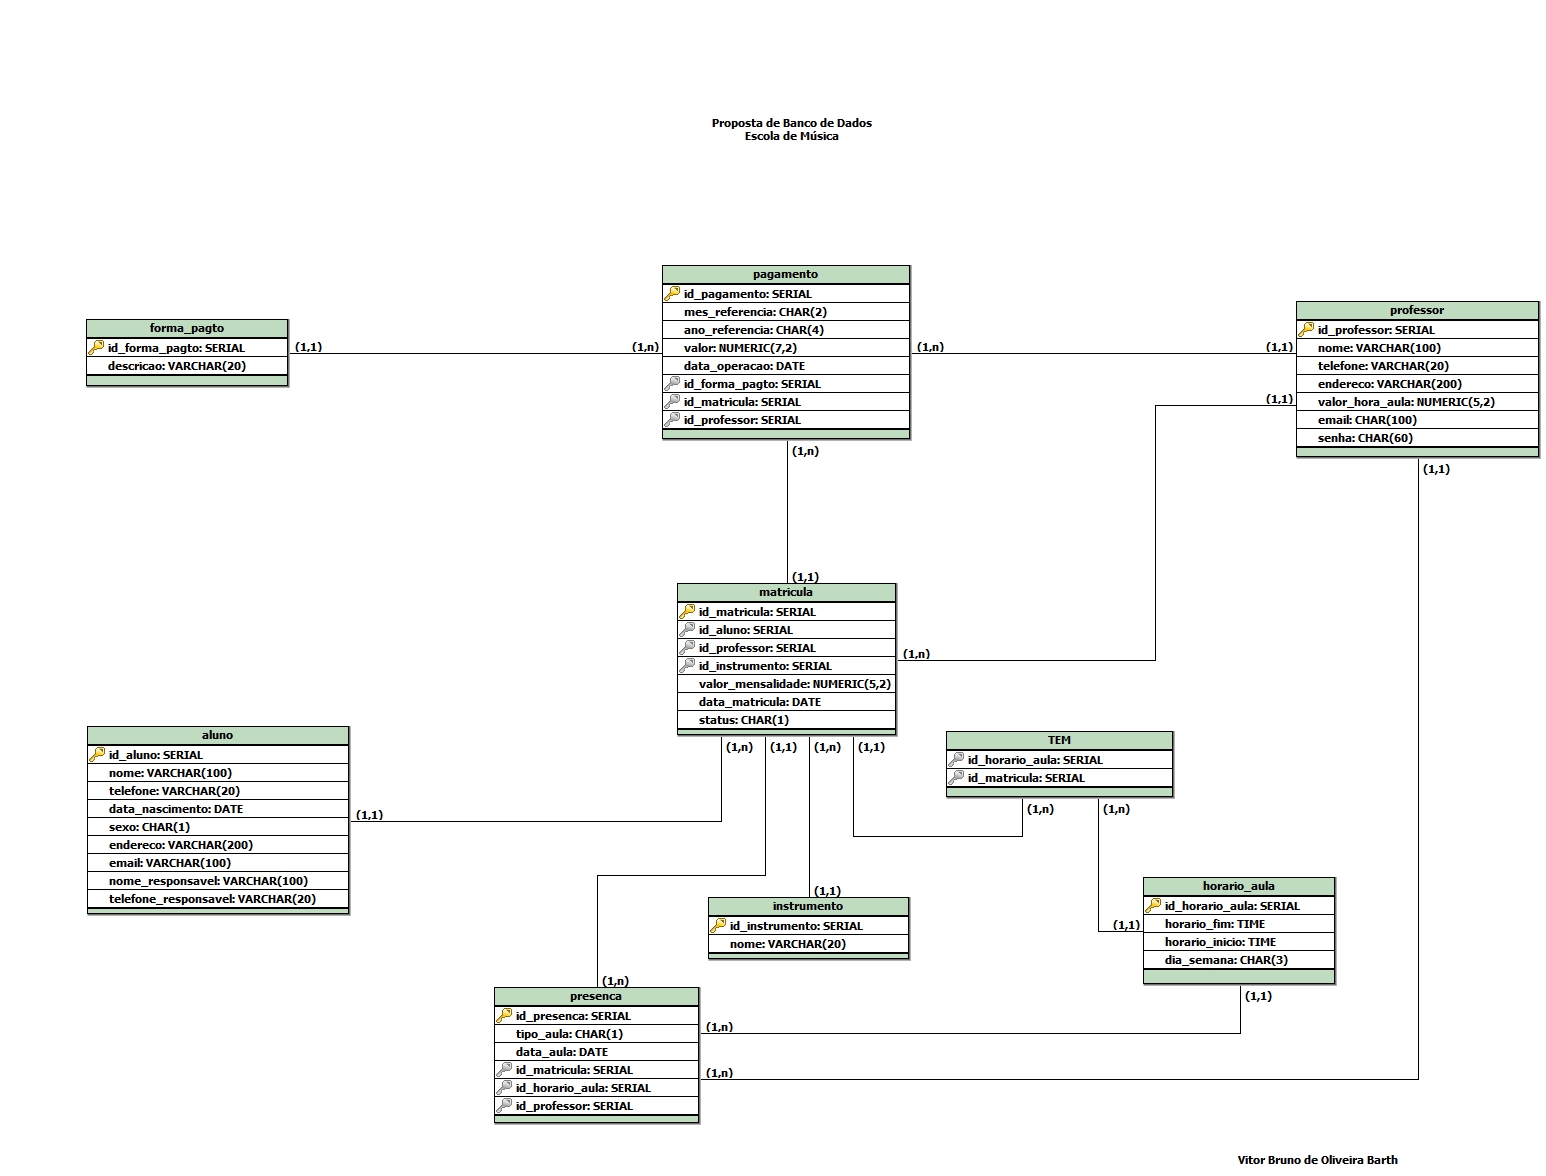 Proposta de Banco de Dados
Escola de Música
pagamento
id_pagamento: SERIAL
mes_referencia: CHAR(2)
ano_referencia: CHAR(4)
valor: NUMERIC(7,2)
data_operacao: DATE
id_forma_pagto: SERIAL
id_matricula: SERIAL
id_professor: SERIAL
forma_pagto
id_forma_pagto: SERIAL
descricao: VARCHAR(20)
(1,1)
(1,n)
(1,n)
(1,1)
professor
id_professor: SERIAL
nome: VARCHAR(100)
telefone: VARCHAR(20)
endereco: VARCHAR(200)
valor_hora_aula: NUMERIC(5,2)
email: CHAR(100)
senha: CHAR(60)
(1,1)
(1,1)
(1,n)
(1,1)
matricula
id_matricula: SERIAL
id_aluno: SERIAL
id_professor: SERIAL
id_instrumento: SERIAL
valor_mensalidade: NUMERIC(5,2)
data_matricula: DATE
status: CHAR(1)
(1,n)
(1,n)
(1,1)
(1,n)
(1,1)
aluno
id_aluno: SERIAL
nome: VARCHAR(100)
telefone: VARCHAR(20)
data_nascimento: DATE
sexo: CHAR(1)
endereco: VARCHAR(200)
email: VARCHAR(100)
nome_responsavel: VARCHAR(100)
telefone_responsavel: VARCHAR(20)
(1,1)
TEM
id_horario_aula: SERIAL
id_matricula: SERIAL
(1,n)
(1,n)
horario_aula
id_horario_aula: SERIAL
horario_fim: TIME
horario_inicio: TIME
dia_semana: CHAR(3)
(1,1)
(1,1)
(1,1)
instrumento
id_instrumento: SERIAL
nome: VARCHAR(20)
(1,n)
presenca
id_presenca: SERIAL
tipo_aula: CHAR(1)
data_aula: DATE
id_matricula: SERIAL
id_horario_aula: SERIAL
id_professor: SERIAL
(1,n)
(1,n)
Vitor Bruno de Oliveira Barth